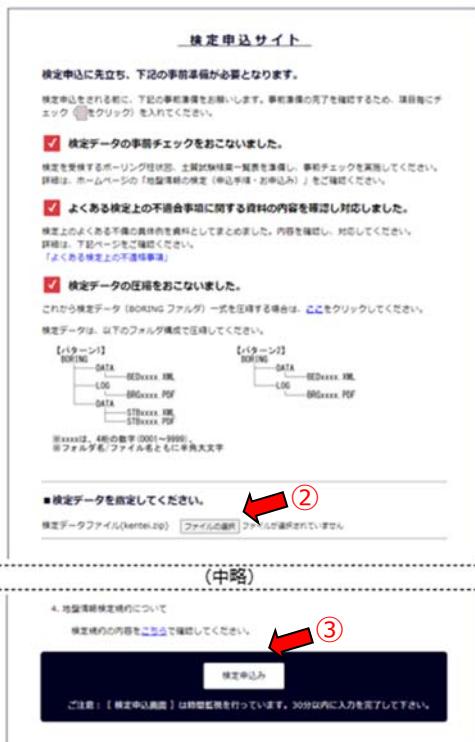 検定申込サイト
検定申込に先立ち、下記の事前準備が必要となります。
検定申込をされる前に、下記の事前準備をお願いします。事前準備の完了を確認するため、項目毎にチ
ェック（ をクリック）を入れてください。
検定データの事前チェックをおこないました。
検定を受検するボーリング柱状図、土質試験結果一覧表を準備し、事前チェックを実施してください。
詳細は、ホームページの「地盤情報の検定（申込手順・お申込み）」をご確認ください。
よくある検定上の不適合事項に関する資料の内容を確認し対応しました。
検定上のよくある不備の具体例を資料としてまとめました。内容を確認し、対応してください。
詳細は、下記ページをご確認ください。
「よくある検定上の不適格事項」
検定データの圧縮をおこないました。
これから検定データ（BORING ファルダ）一式を圧縮する場合は、ここをクリックしてください。
検定データは、以下のフォルダ構成で圧縮してください。
【パターン1】 【パターン2】
BORING BORING
DATA DATA
BEDxxxx.XML BEDxxxx.XML
LOG LOG
BRGxxxx.PDF BRGxxxx.PDF
DATA
STBxxxx.XML
STBxxxx.PDF
※xxxxは、4桁の数字(0001～9999)。
※フォルダ名/ファイル名ともに半角大文字
②
■検定データを指定してください。
検定データファイル(kentei.zip) ファイルの選択 ファイルが選択されていません
（中略）
4. 地盤情報検定規約について
検定規約の内容をこちらで確認してください。
③
検定申込み
ご注意：【 検定申込画面 】は時間監視を行っています。30分以内に入力を完了して下さい。